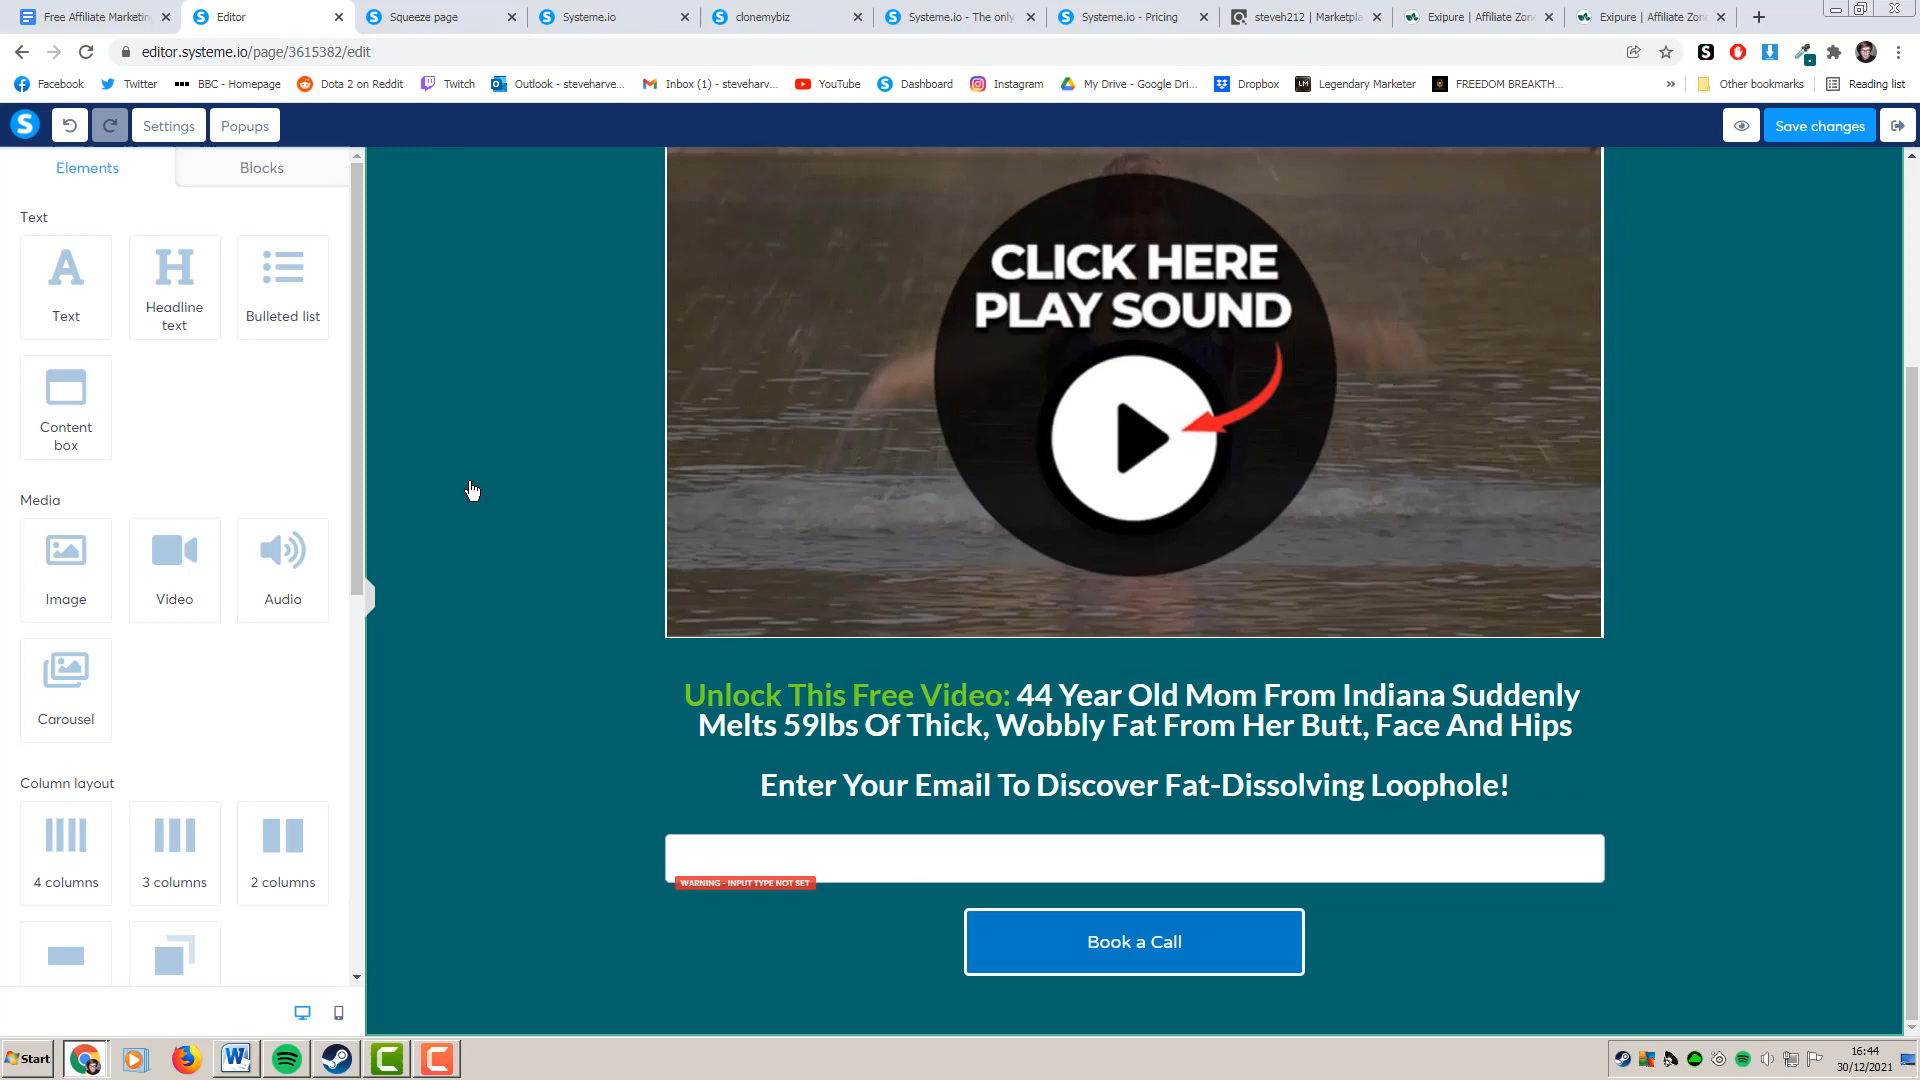 Free Affiliate Marketin
Editor
Squeeze page
Systeme.io
clonemybiz
Systeme.io - The only
Systeme.io - Pricing
steveh212 | Marketpla
Exipure | Affiliate Zon
Exipure | Affiliate Zon
editor.systeme.io/page/3615382/edit
Facebook
Twitter
BBC - Homepage
Dota 2 on Reddit
Twitch
Outlook - steveharve...
Inbox (1) - steveharv...
YouTube
Dashboard
Instagram
My Drive - Google Dri...
Dropbox
Legendary Marketer
FREEDOM BREAKTH...
Other bookmarks
Reading list
Settings
Popups
Save changes
Elements
Blocks
Text
Text
Headline
text
Bulleted list
Content
box
Media
Image
Video
Audio
Carousel
Column layout
4 columns
3 columns
2 columns
CLICK HERE
PLAY SOUND
Unlock This Free Video: 44 Year Old Mom From Indiana Suddenly
Melts 59lbs Of Thick, Wobbly Fat From Her Butt, Face And Hips
Enter Your Email To Discover Fat-Dissolving Loophole!
WARNING - INPUT TYPE NOT SET
Book a Call
Start
16:44
30/12/2021